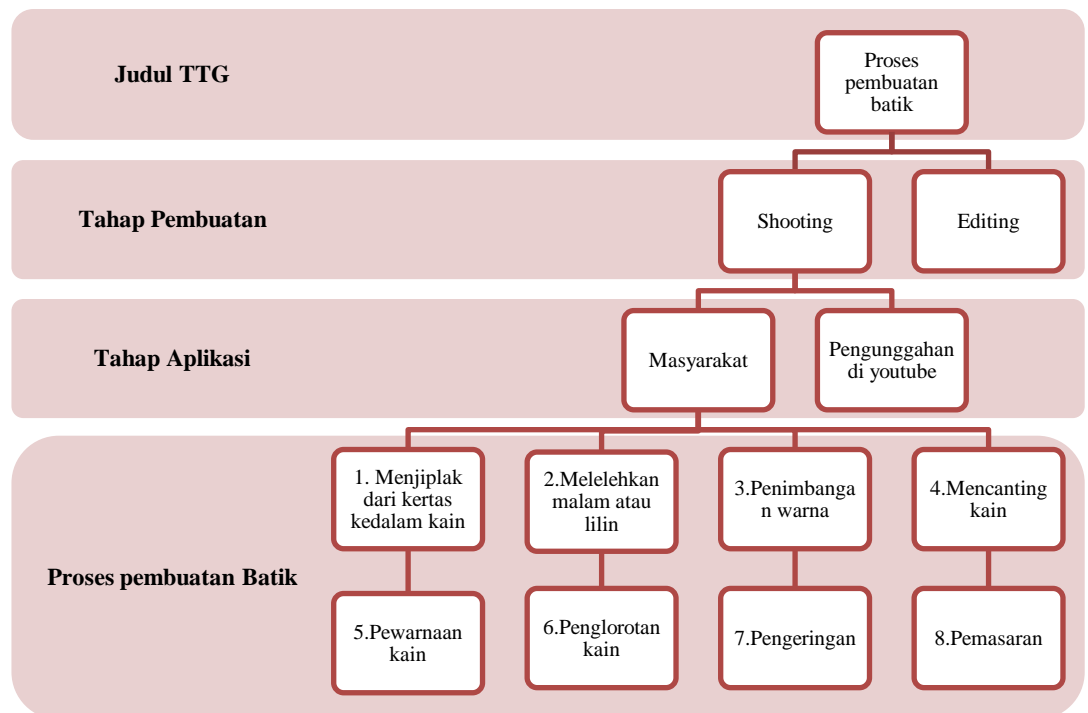 Judul TTG
Proses
pembuatan
batik
Tahap Pembuatan
Shooting
Editing
Tahap Aplikasi
Masyarakat
Pengunggahan
di youtube
Proses pembuatan Batik
1. Menjiplak
dari kertas
kedalam kain
2.Melelehkan
malam atau
lilin
3.Penimbanga
n warna
4.Mencanting
kain
5.Pewarnaan
kain
6.Penglorotan
kain
7.Pengeringan
8.Pemasaran